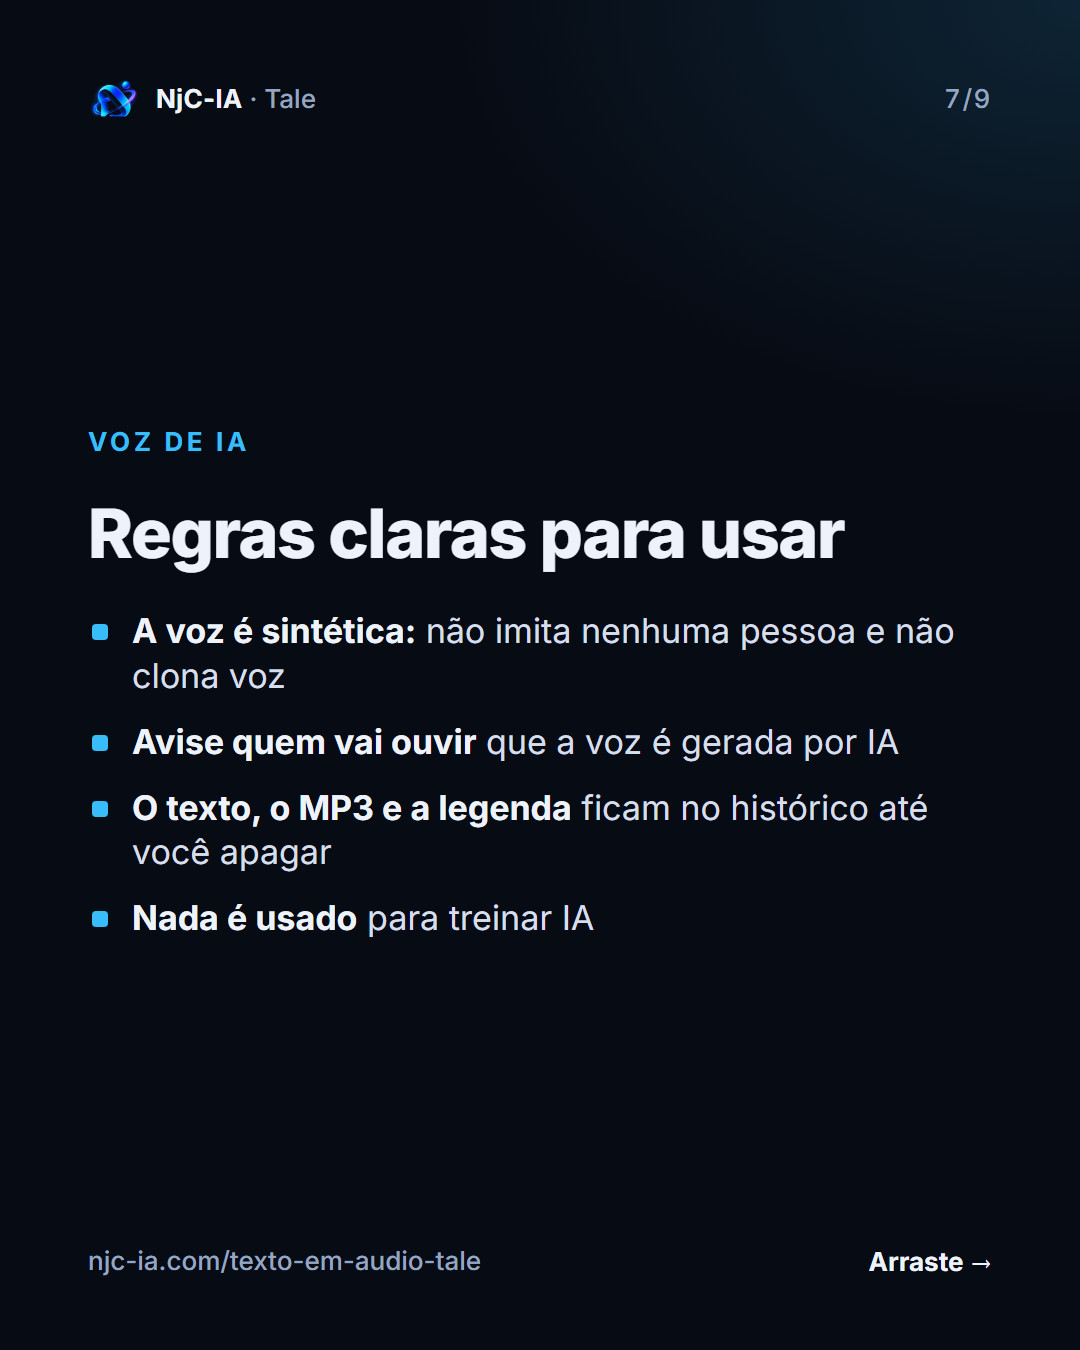 NjC-IA · Tale
7/9
VOZ DE IA
Regras claras para usar
A voz é sintética: não imita nenhuma pessoa e não
clona voz
Avise quem vai ouvir que a voz é gerada por IA
O texto, o MP3 e a legenda ficam no histórico até
você apagar
Nada é usado para treinar IA
njc-ia.com/texto-em-audio-tale
Arraste →